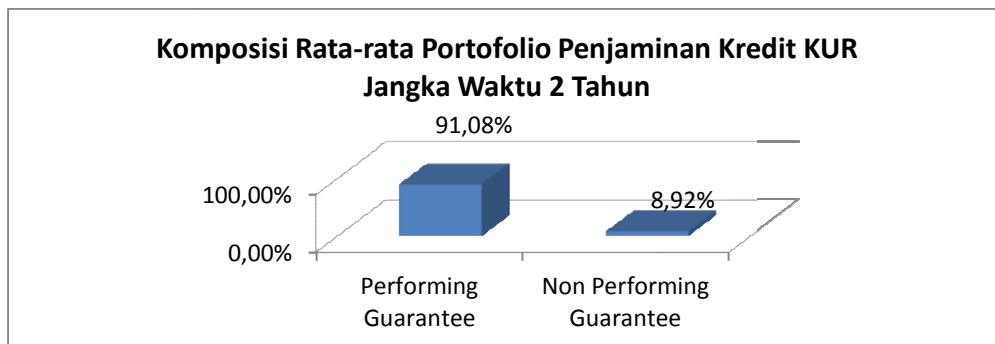 Komposisi Rata-rata Portofolio Penjaminan Kredit KUR
Jangka Waktu 2 Tahun
91,08%
100,00%
8,92%
0,00%
Performing
Guarantee
Non Performing
Guarantee